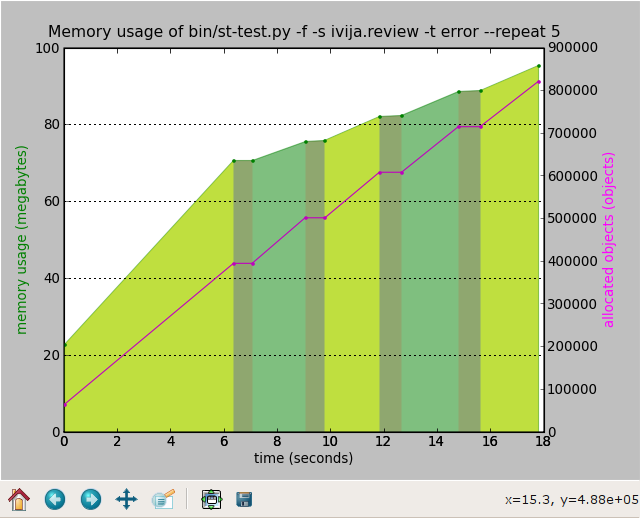 Memory usage of bin/st-test.py -f -s ivija.review -t error --repeat 5
100
80
60
40
20
0
memory usage (megabytes)
900000
800000
700000
600000
500000
400000
300000
200000
100000
0
allocated objects (objects)
0 2 4 6 8 10 12 14 16 18
time (seconds)
x=15.3, y=4.88e+05